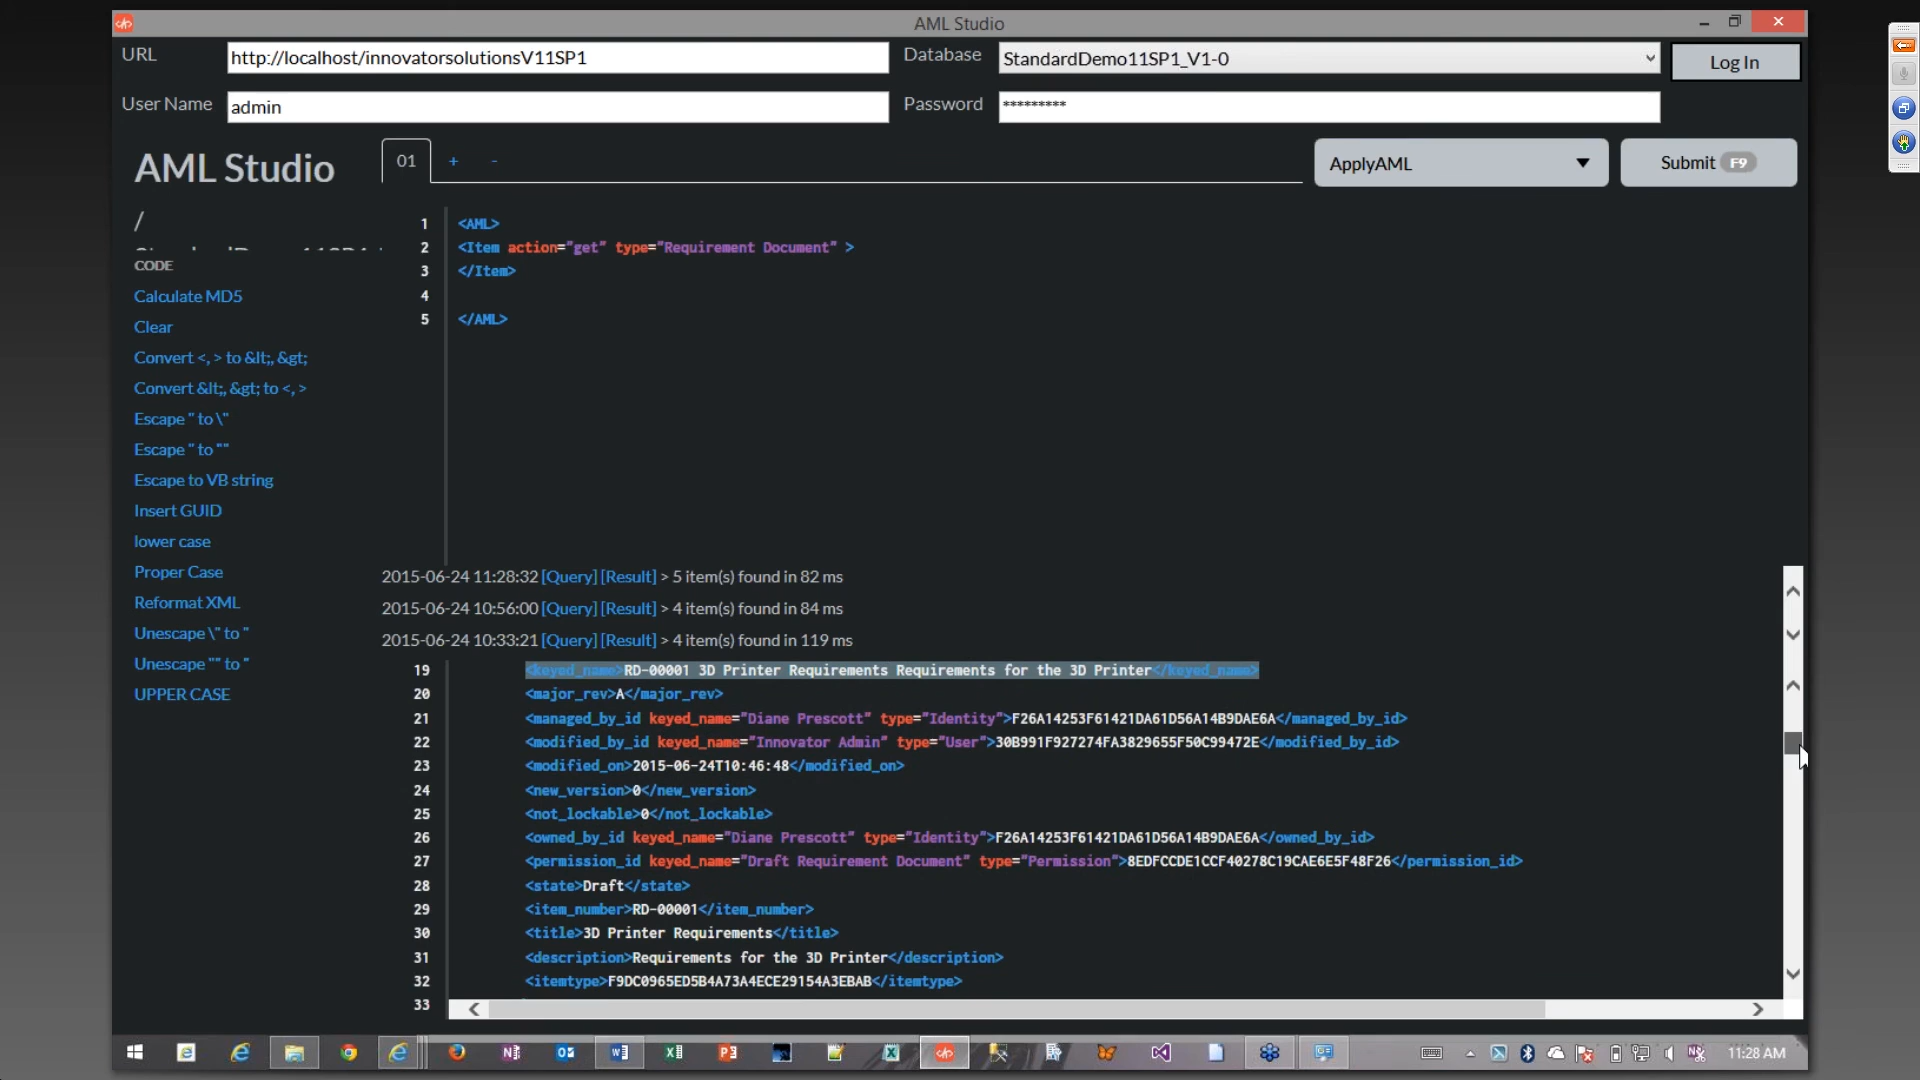 AML Studio
URL http://localhost/innovatorsolutionsV11SP1 Database StandardDemo11SP1_V1-0 Log In
User Name admin Password *********
AML Studio 01 + - ApplyAML Submit F9
/
CODE
Calculate MD5
Clear
Convert <, > to &lt;, &gt;
Convert &lt;, &gt; to <, >
Escape " to \"
Escape " to ""
Escape to VB string
Insert GUID
lower case
Proper Case
Reformat XML
Unescape \" to "
Unescape "" to "
UPPER CASE
1 <AML>
2 <Item action="get" type="Requirement Document" >
3 </Item>
4
5 </AML>
2015-06-24 11:28:32 [Query] [Result] > 5 item(s) found in 82 ms
2015-06-24 10:56:00 [Query] [Result] > 4 item(s) found in 84 ms
2015-06-24 10:33:21 [Query] [Result] > 4 item(s) found in 119 ms
19 <keyed_name>RD-00001 3D Printer Requirements Requirements for the 3D Printer</keyed_name>
20 <major_rev>A</major_rev>
21 <managed_by_id keyed_name="Diane Prescott" type="Identity">F26A14253F61421DA61D56A14B9DAE6A</managed_by_id>
22 <modified_by_id keyed_name="Innovator Admin" type="User">30B991F927274FA3829655F50C99472E</modified_by_id>
23 <modified_on>2015-06-24T10:46:48</modified_on>
24 <new_version>0</new_version>
25 <not_lockable>0</not_lockable>
26 <owned_by_id keyed_name="Diane Prescott" type="Identity">F26A14253F61421DA61D56A14B9DAE6A</owned_by_id>
27 <permission_id keyed_name="Draft Requirement Document" type="Permission">8EDFCCDE1CCF40278C19CAE6E5F48F26</permission_id>
28 <state>Draft</state>
29 <item_number>RD-00001</item_number>
30 <title>3D Printer Requirements</title>
31 <description>Requirements for the 3D Printer</description>
32 <itemtype>F9DC0965ED5B4A73A4ECE29154A3EBAB</itemtype>
33
11:28 AM